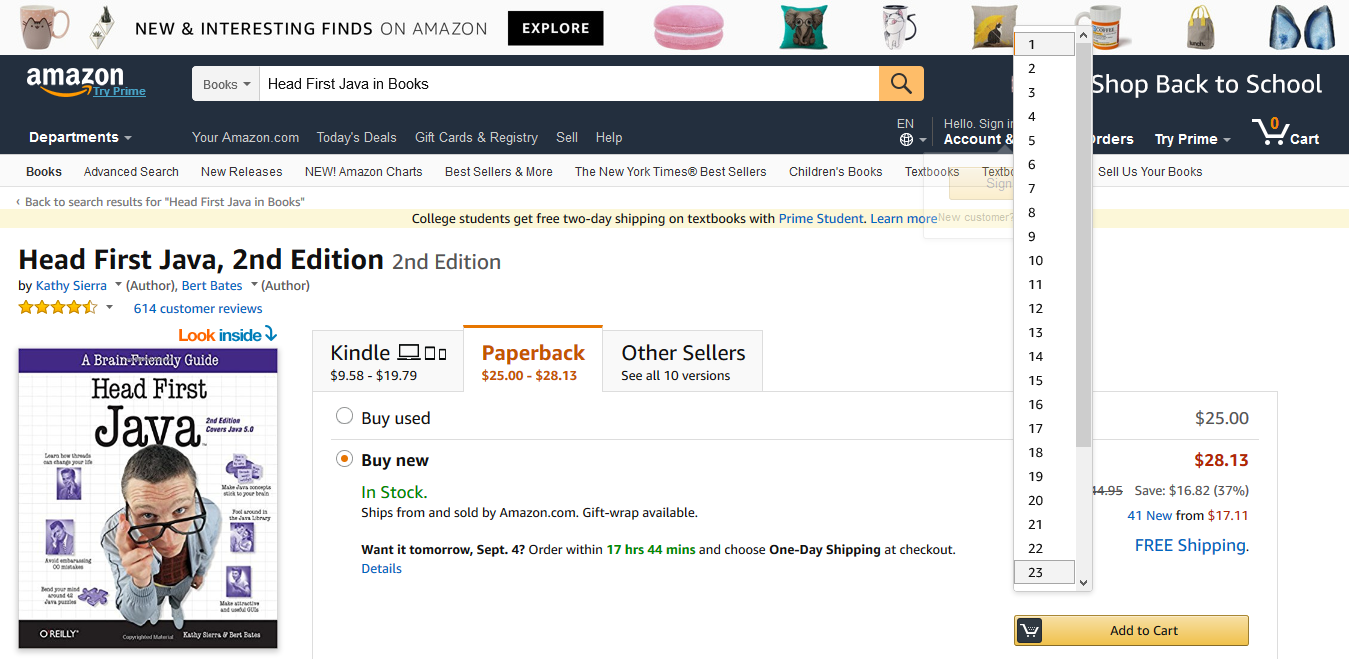 NEW & INTERESTING FINDS ON AMAZON EXPLORE
lunch.
amazon
Try Prime
Books
Head First Java in Books
Shop Back to School
Departments
Your Amazon.com Today's Deals Gift Cards & Registry Sell Help
EN
Hello. Sign in
Account &
Orders
Try Prime
0
Cart
Books Advanced Search New Releases NEW! Amazon Charts Best Sellers & More The New York Times® Best Sellers Children's Books Textbooks Textb Sell Us Your Books
Sign
New customer?
‹ Back to search results for "Head First Java in Books"
College students get free two-day shipping on textbooks with Prime Student. Learn more
Head First Java, 2nd Edition 2nd Edition
by Kathy Sierra (Author), Bert Bates (Author)
614 customer reviews
Look inside
A Brain-Friendly Guide
Head First
Java
™
2nd Edition
Covers Java 5.0
Learn how threads
can change your life
Make Java concepts
stick to your brain
Fool around in
the Java Library
Avoid embarrassing
OO mistakes
Bend your mind
around 42
Java puzzles
Make attractive
and useful GUIs
O'REILLY®
Copyrighted Material
Kathy Sierra & Bert Bates
Kindle
$9.58 - $19.79
Paperback
$25.00 - $28.13
Other Sellers
See all 10 versions
Buy used
$25.00
Buy new
$28.13
In Stock.
Ships from and sold by Amazon.com. Gift-wrap available.
44.95 Save: $16.82 (37%)
41 New from $17.11
FREE Shipping.
Want it tomorrow, Sept. 4? Order within 17 hrs 44 mins and choose One-Day Shipping at checkout.
Details
1
2
3
4
5
6
7
8
9
10
11
12
13
14
15
16
17
18
19
20
21
22
23
Add to Cart